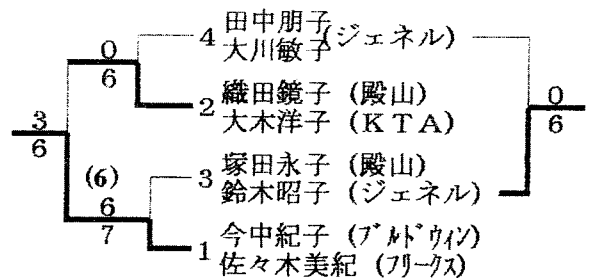 4 田中朋子 (ジェネル)
大川敏子
0
6
2 織田鏡子 (殿山)
大木洋子 (KTA)
0
6
3
6
3 塚田永子 (殿山)
鈴木昭子 (ジェネル)
(6)
6
7
1 今中紀子 (ブルドウィン)
佐々木美紀 (フリークス)